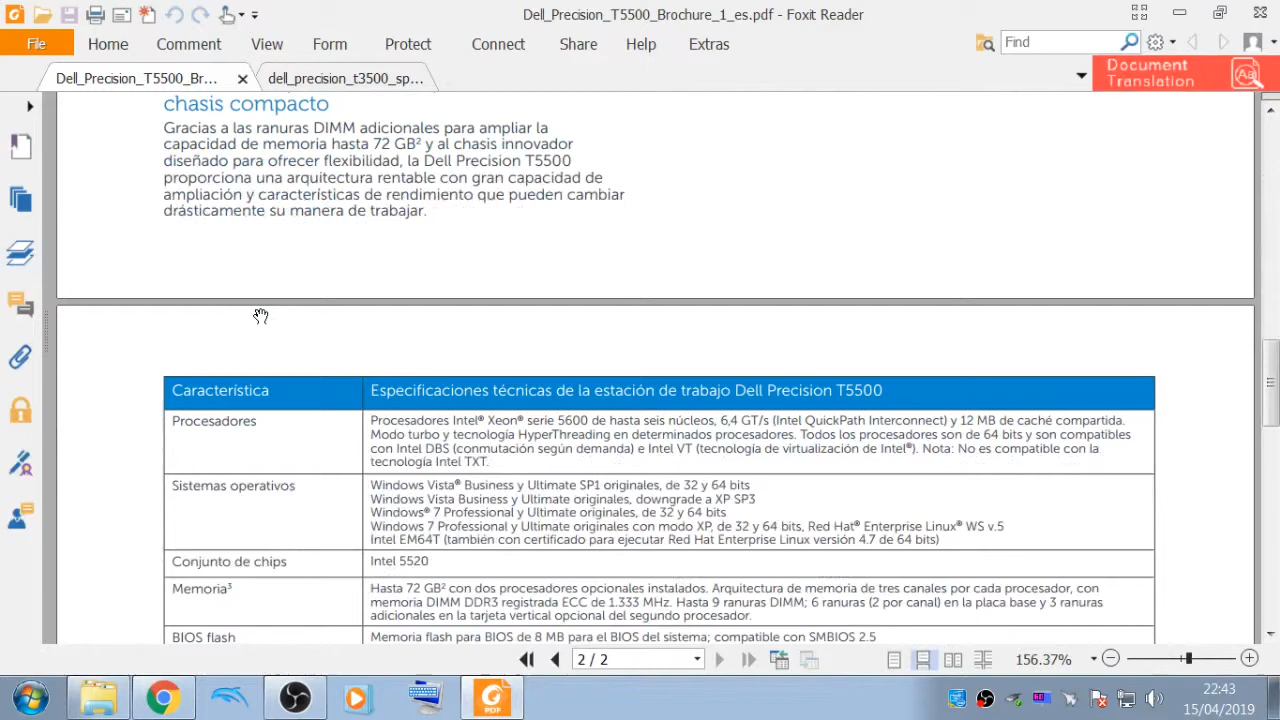 Dell_Precision_T5500_Brochure_1_es.pdf - Foxit Reader
File Home Comment View Form Protect Connect Share Help Extras Find
Dell_Precision_T5500_Br... dell_precision_t3500_sp...
Document
Translation
chasis compacto
Gracias a las ranuras DIMM adicionales para ampliar la
capacidad de memoria hasta 72 GB² y al chasis innovador
diseñado para ofrecer flexibilidad, la Dell Precision T5500
proporciona una arquitectura rentable con gran capacidad de
ampliación y características de rendimiento que pueden cambiar
drásticamente su manera de trabajar.
Característica Especificaciones técnicas de la estación de trabajo Dell Precision T5500
Procesadores Procesadores Intel® Xeon® serie 5600 de hasta seis núcleos, 6,4 GT/s (Intel QuickPath Interconnect) y 12 MB de caché compartida.
Modo turbo y tecnología HyperThreading en determinados procesadores. Todos los procesadores son de 64 bits y son compatibles
con Intel DBS (conmutación según demanda) e Intel VT (tecnología de virtualización de Intel®). Nota: No es compatible con la
tecnología Intel TXT.
Sistemas operativos Windows Vista® Business y Ultimate SP1 originales, de 32 y 64 bits
Windows Vista Business y Ultimate originales, downgrade a XP SP3
Windows® 7 Professional y Ultimate originales, de 32 y 64 bits
Windows 7 Professional y Ultimate originales con modo XP, de 32 y 64 bits, Red Hat® Enterprise Linux® WS v.5
Intel EM64T (también con certificado para ejecutar Red Hat Enterprise Linux versión 4.7 de 64 bits)
Conjunto de chips Intel 5520
Memoria³ Hasta 72 GB² con dos procesadores opcionales instalados. Arquitectura de memoria de tres canales por cada procesador, con
memoria DIMM DDR3 registrada ECC de 1.333 MHz. Hasta 9 ranuras DIMM; 6 ranuras (2 por canal) en la placa base y 3 ranuras
adicionales en la tarjeta vertical opcional del segundo procesador.
BIOS flash Memoria flash para BIOS de 8 MB para el BIOS del sistema; compatible con SMBIOS 2.5
2 / 2 156.37%
PDF
22:43
15/04/2019